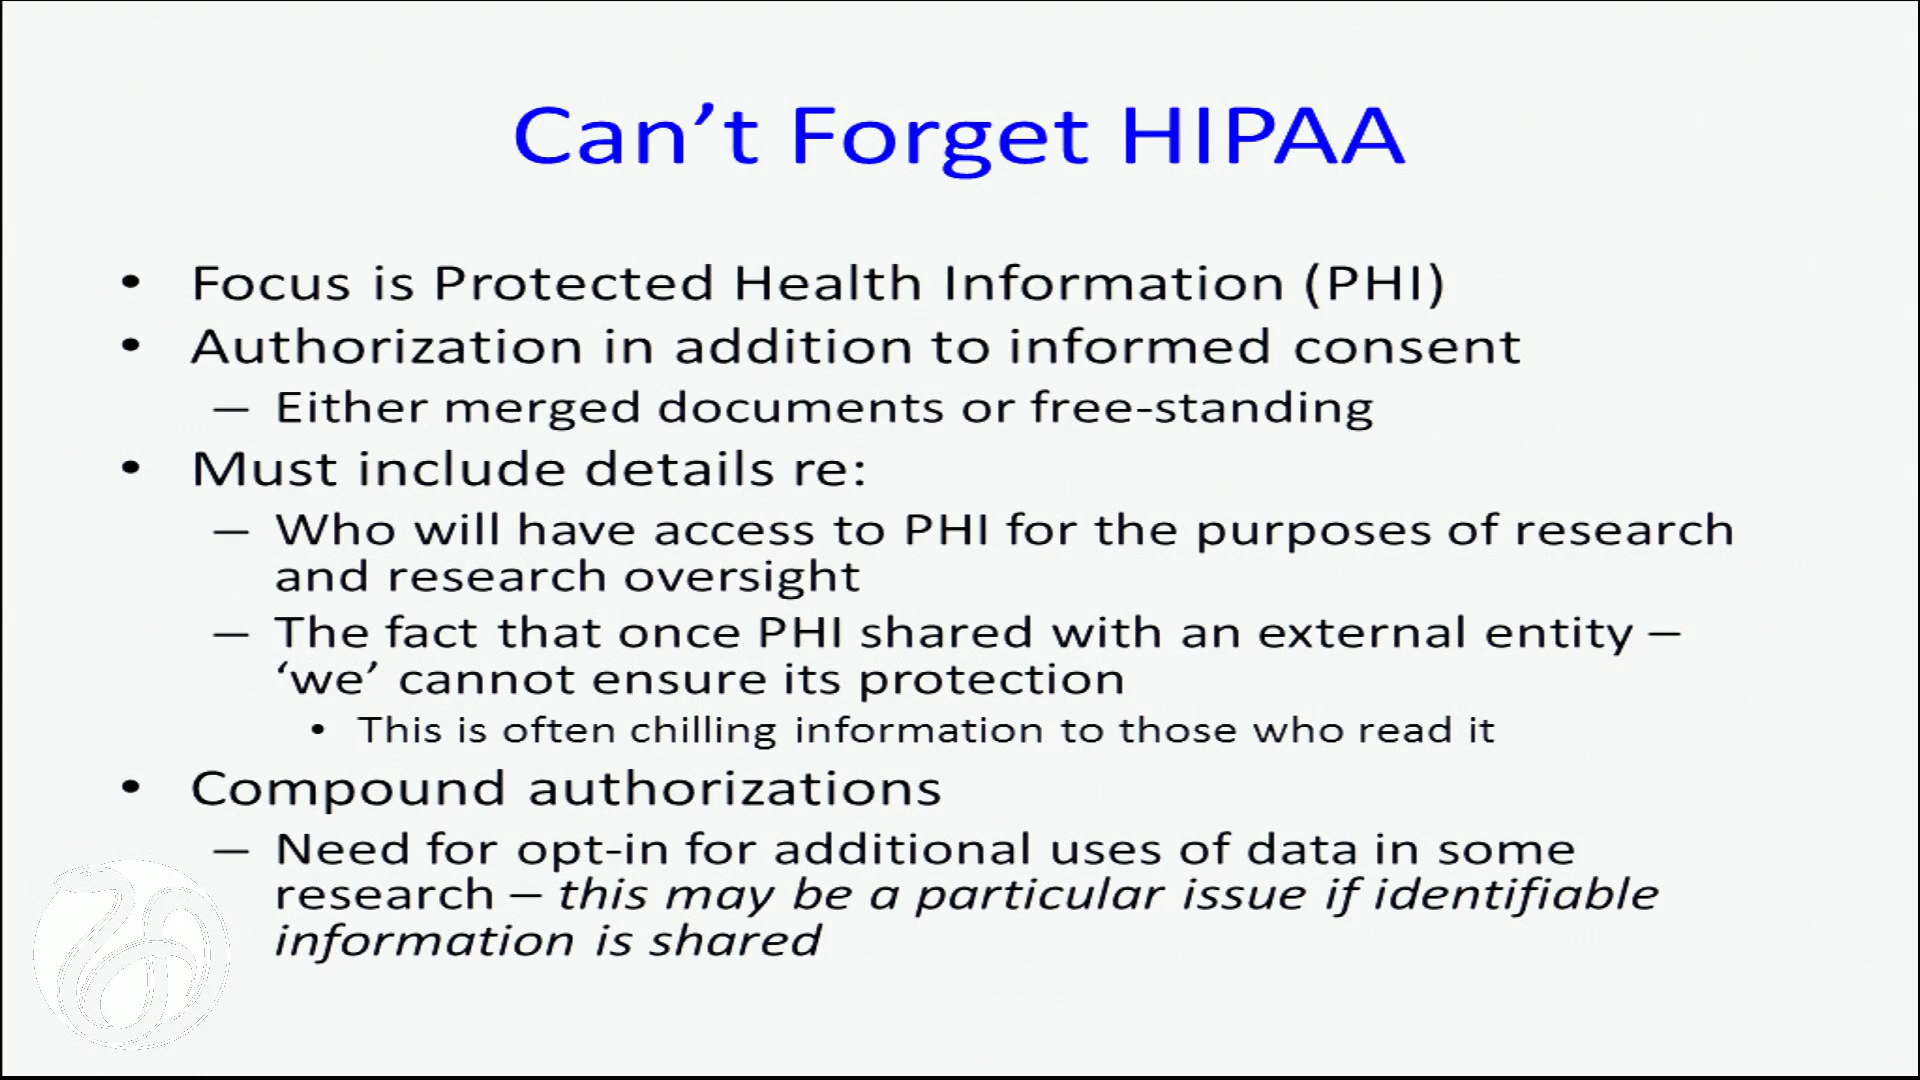 Can’t Forget HIPAA
• Focus is Protected Health Information (PHI)
• Authorization in addition to informed consent
– Either merged documents or free-standing
• Must include details re:
– Who will have access to PHI for the purposes of research
and research oversight
– The fact that once PHI shared with an external entity –
‘we’ cannot ensure its protection
• This is often chilling information to those who read it
• Compound authorizations
– Need for opt-in for additional uses of data in some
research – this may be a particular issue if identifiable
information is shared